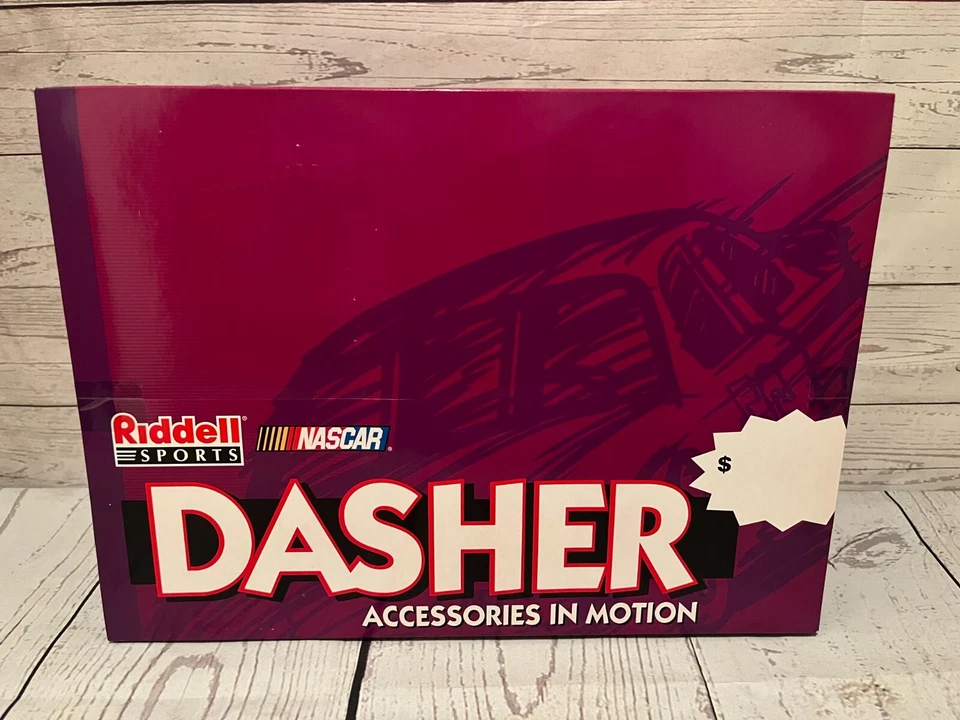 Riddell®
SPORTS
NASCAR®
$
DASHER
ACCESSORIES IN MOTION